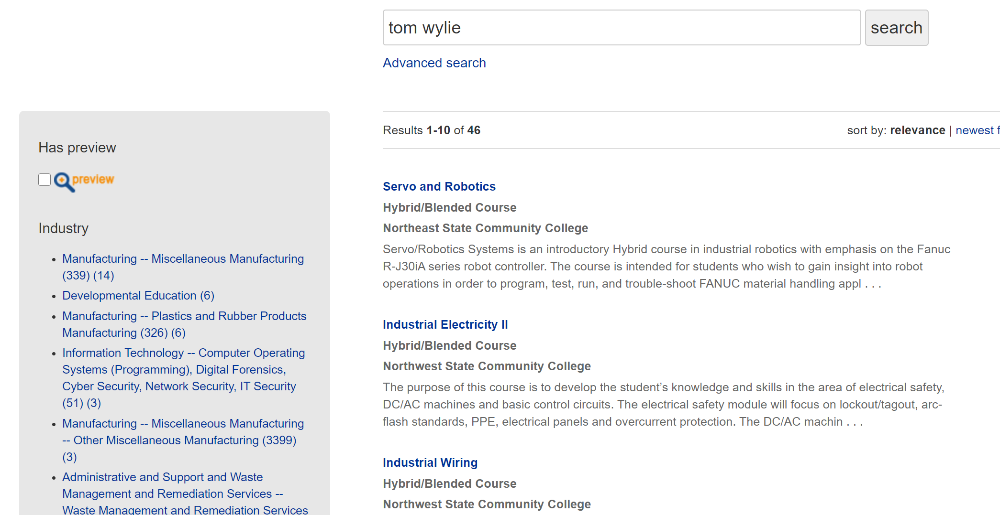 tom wylie
search
Advanced search
Has preview
preview
Industry
Manufacturing -- Miscellaneous Manufacturing
(339) (14)
Developmental Education (6)
Manufacturing -- Plastics and Rubber Products
Manufacturing (326) (6)
Information Technology -- Computer Operating
Systems (Programming), Digital Forensics,
Cyber Security, Network Security, IT Security
(51) (3)
Manufacturing -- Miscellaneous Manufacturing
-- Other Miscellaneous Manufacturing (3399)
(3)
Administrative and Support and Waste
Management and Remediation Services --
Waste Management and Remediation Services
Results 1-10 of 46
sort by: relevance | newest f
Servo and Robotics
Hybrid/Blended Course
Northeast State Community College
Servo/Robotics Systems is an introductory Hybrid course in industrial robotics with emphasis on the Fanuc
R-J30iA series robot controller. The course is intended for students who wish to gain insight into robot
operations in order to program, test, run, and trouble-shoot FANUC material handling appl . . .
Industrial Electricity II
Hybrid/Blended Course
Northwest State Community College
The purpose of this course is to develop the student’s knowledge and skills in the area of electrical safety,
DC/AC machines and basic control circuits. The electrical safety module will focus on lockout/tagout, arc-
flash standards, PPE, electrical panels and overcurrent protection. The DC/AC machin . . .
Industrial Wiring
Hybrid/Blended Course
Northwest State Community College